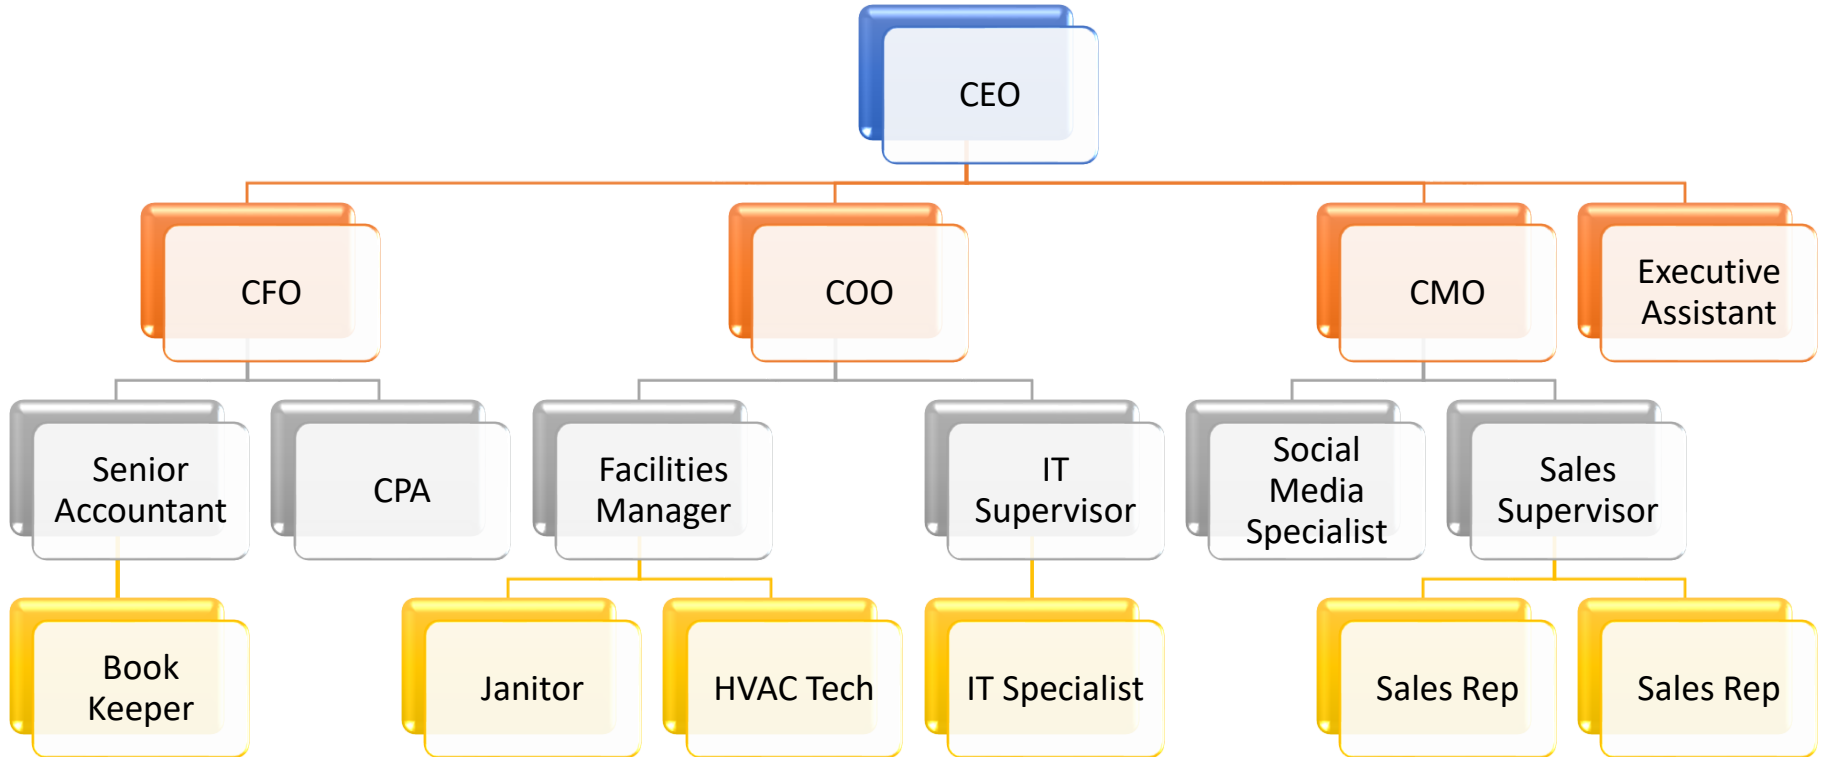 CEO
CFO
COO
CMO
Executive
Assistant
Senior
Accountant
CPA
Facilities
Manager
IT
Supervisor
Social
Media
Specialist
Sales
Supervisor
Book
Keeper
Janitor
HVAC Tech
IT Specialist
Sales Rep
Sales Rep